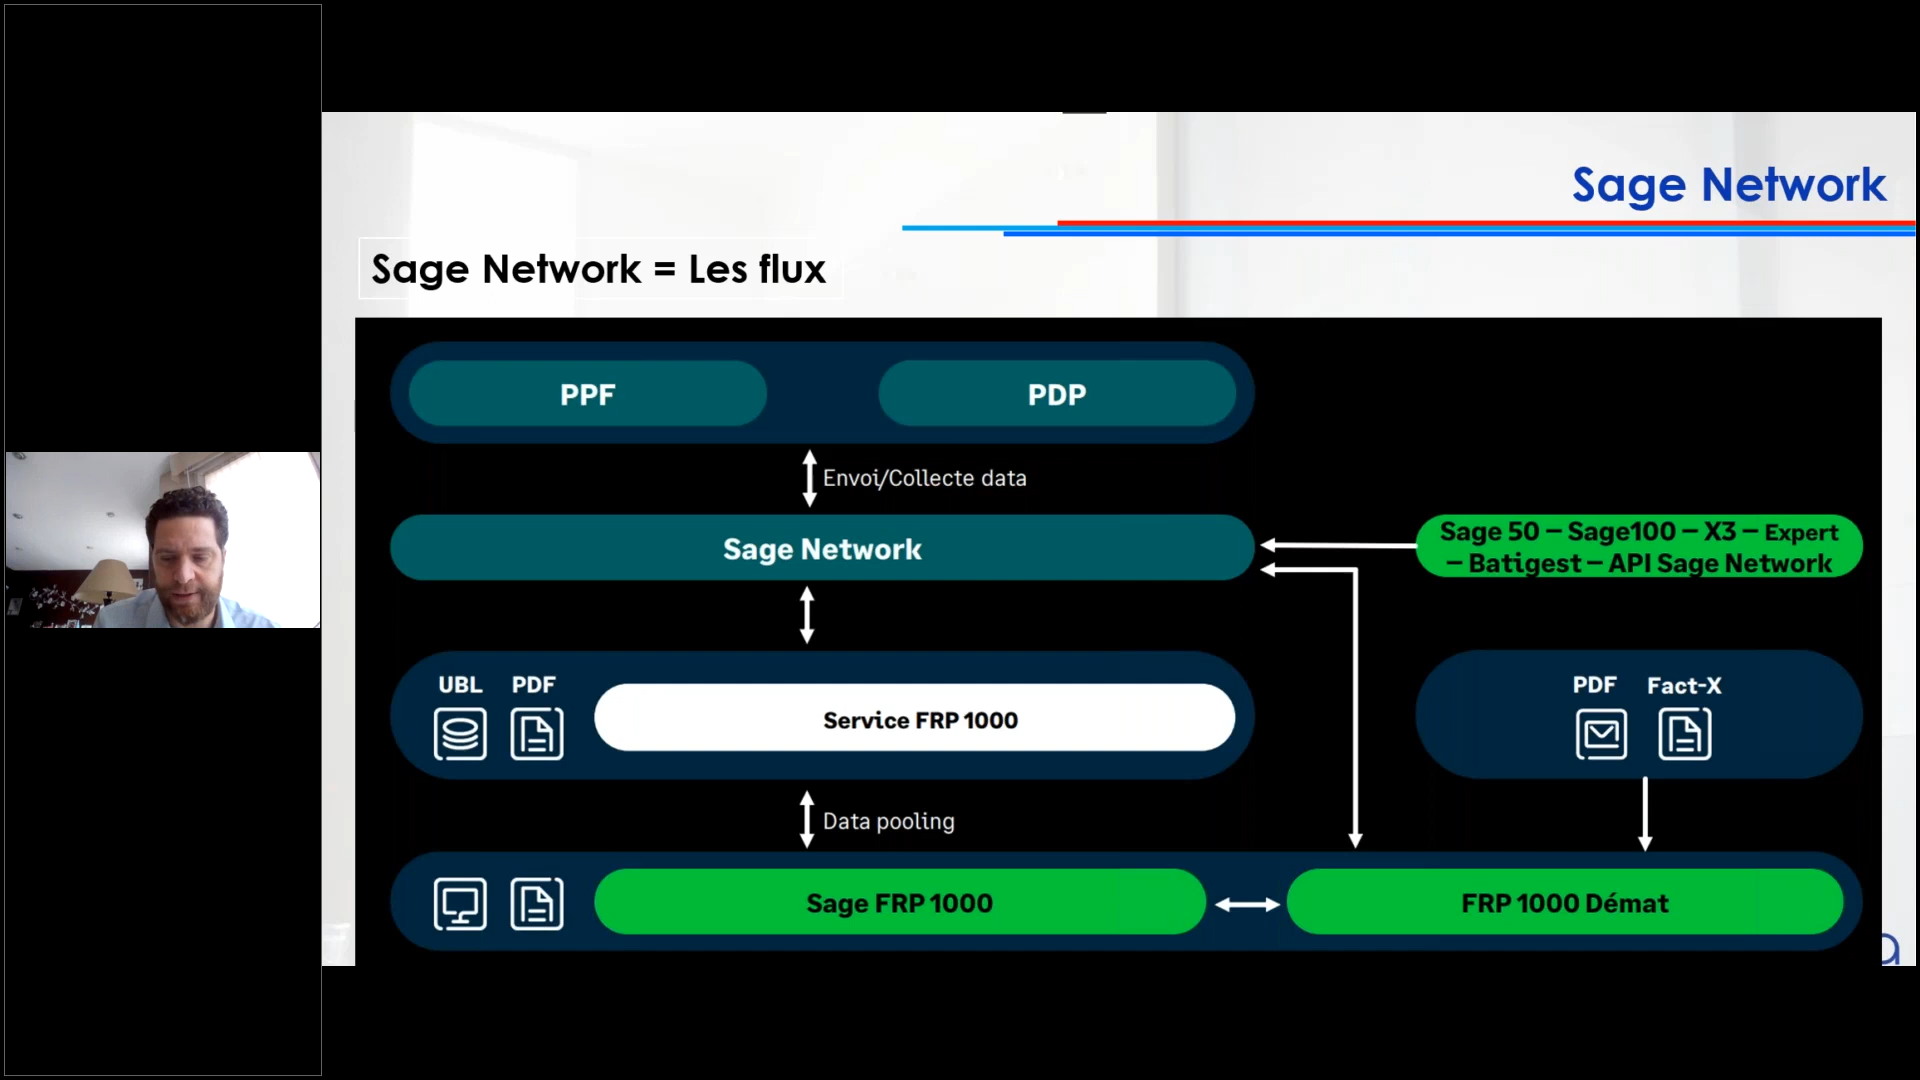 Sage Network
Sage Network = Les flux
PPF
PDP
Envoi/Collecte data
Sage Network
Sage 50 – Sage100 – X3 – Expert
– Batigest – API Sage Network
UBL
PDF
Service FRP 1000
PDF
Fact-X
Data pooling
Sage FRP 1000
FRP 1000 Démat